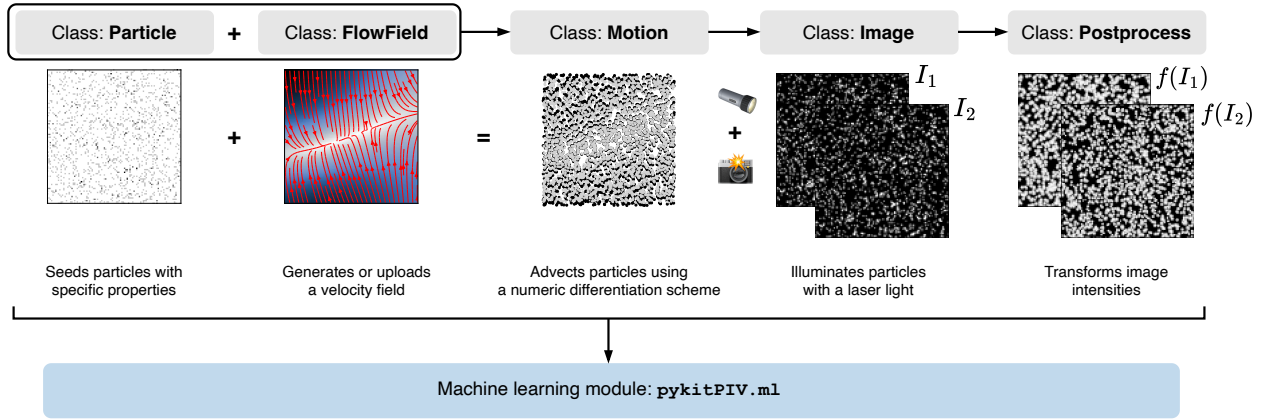 Class: Particle + Class: FlowField Class: Motion Class: Image Class: Postprocess
I₁
I₂
f(I₁)
f(I₂)
+ = +
Seeds particles with
specific properties
Generates or uploads
a velocity field
Advects particles using
a numeric differentiation scheme
Illuminates particles
with a laser light
Transforms image
intensities
Machine learning module: pykitPIV.ml